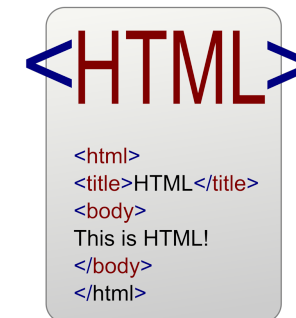 <HTML>
<html>
<title>HTML</title>
<body>
This is HTML!
</body>
</html>